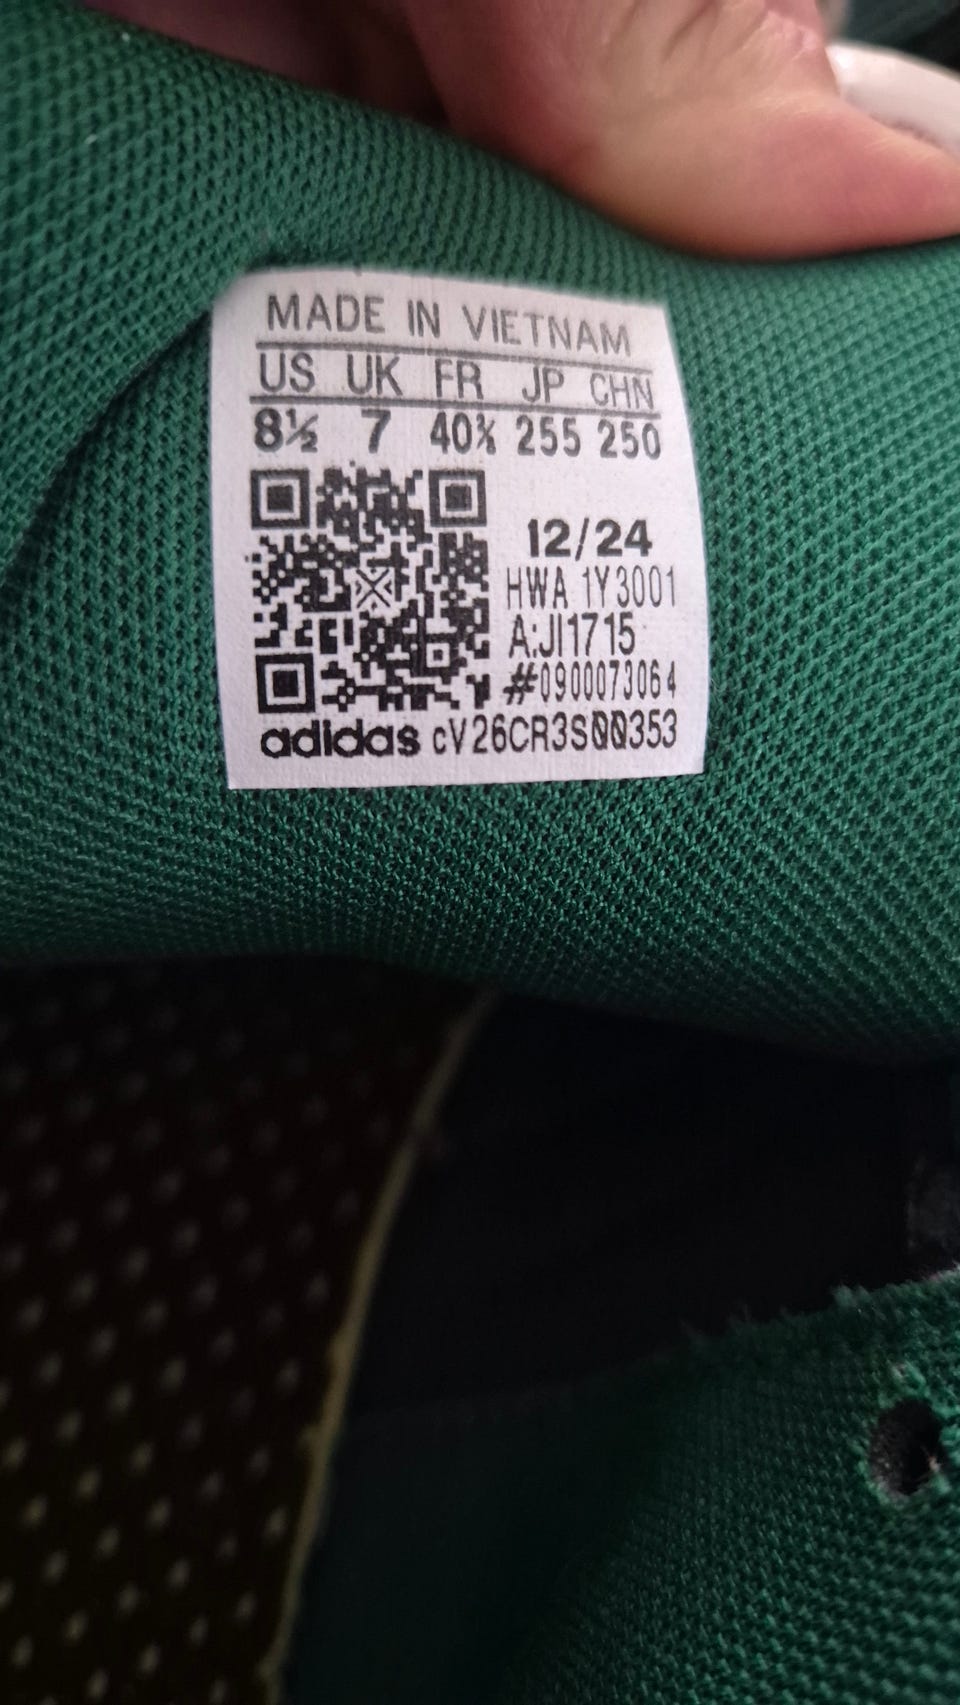 MADE IN VIETNAM
US UK FR JP CHN
8½ 7 40⅔ 255 250
12/24
HWA 1Y3001
A:JI1715
#0900073064
adidas cV26CR3S00353